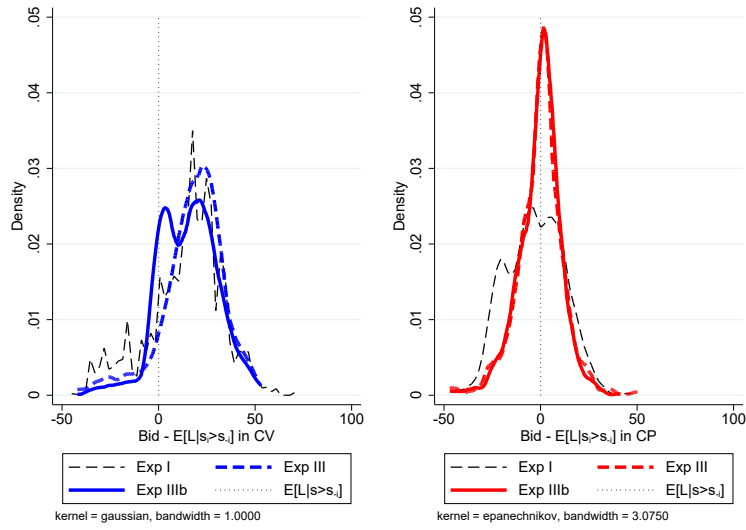 .05
.04
.03
.02
.01
0
Density
-50 0 50 100
Bid - E[L|sᵢ>s₋ᵢ] in CV
Exp I Exp III
Exp IIIb E[L|s>s₋ᵢ]
kernel = gaussian, bandwidth = 1.0000
.05
.04
.03
.02
.01
0
Density
-50 0 50 100
Bid - E[L|sᵢ>s₋ᵢ] in CP
Exp I Exp III
Exp IIIb E[L|s>s₋ᵢ]
kernel = epanechnikov, bandwidth = 3.0750